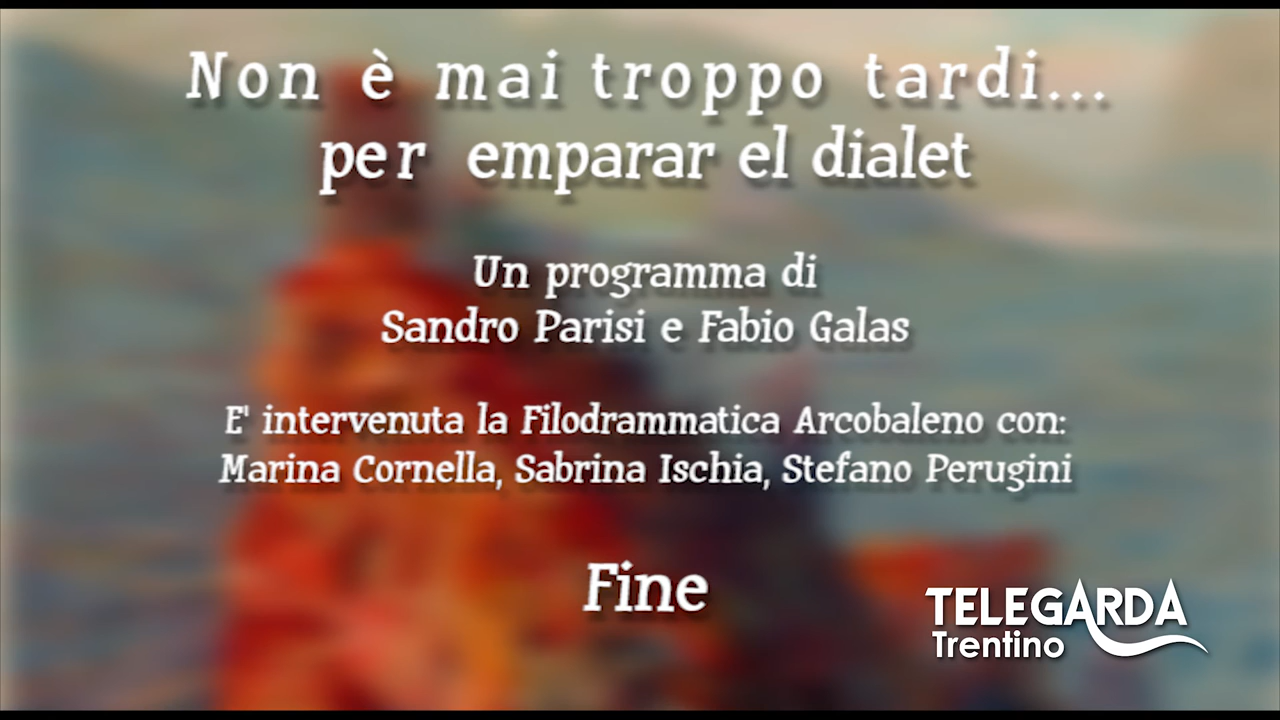 Non è mai troppo tardi...
per emparar el dialet
Un programma di
Sandro Parisi e Fabio Galas
E' intervenuta la Filodrammatica Arcobaleno con:
Marina Cornella, Sabrina Ischia, Stefano Perugini
Fine
TELEGARDA
Trentino